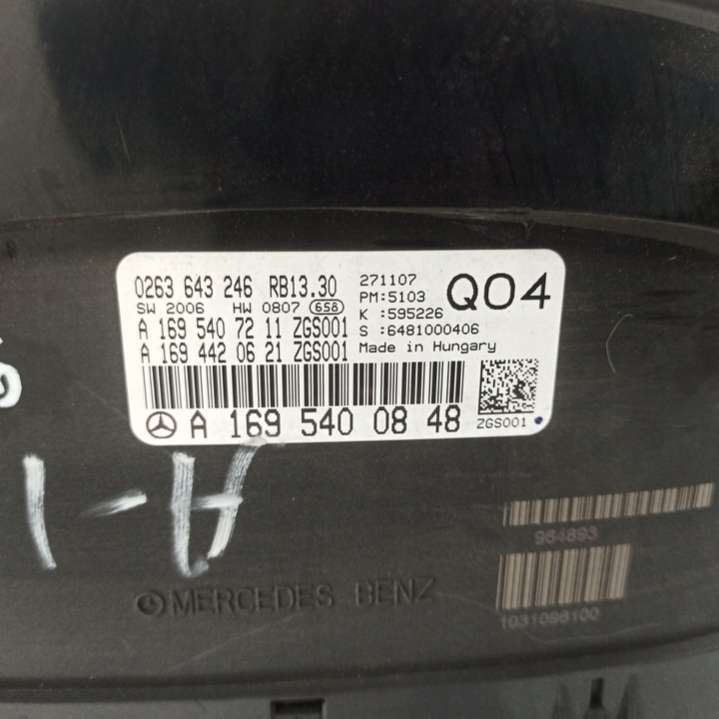 0263 643 246 RB13.30 271107 Q04
SW 2006 HW 0807 658 PM:5103
A 169 540 72 11 ZGS001 K :595226
A 169 442 06 21 ZGS001 S :6481000406
Made in Hungary
A 169 540 08 48 ZGS001
A-1
964893
1031098100
MERCEDES BENZ